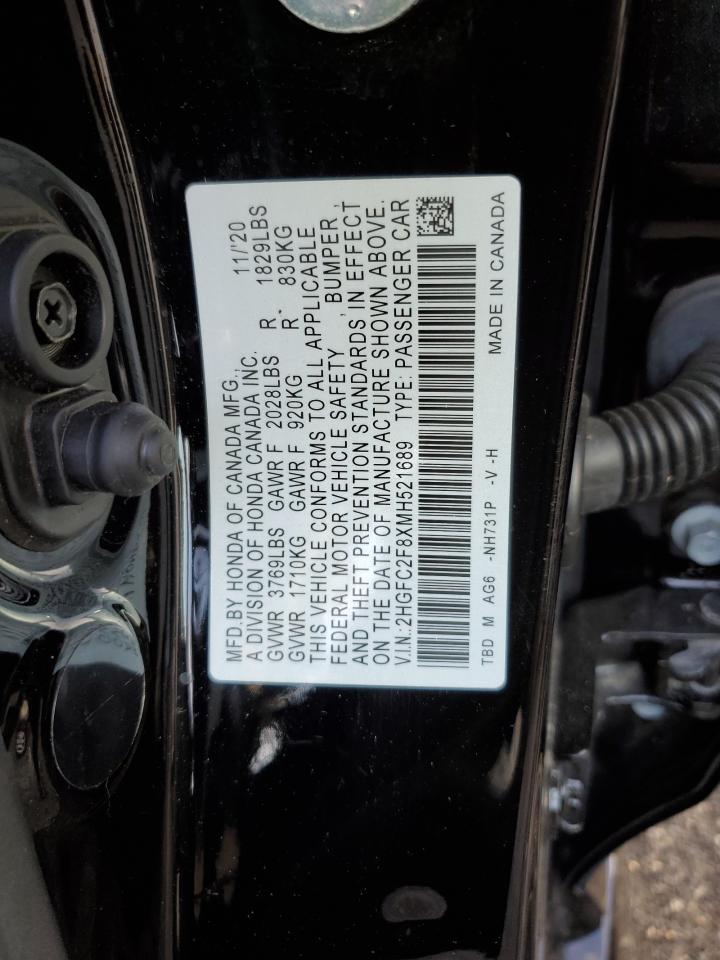 MFD.BY HONDA OF CANADA MFG., 11/'20
A DIVISION OF HONDA CANADA INC.
GVWR 3769LBS GAWR F 2028LBS R 1829LBS
GVWR 1710KG GAWR F 920KG R- 830KG
THIS VEHICLE CONFORMS TO ALL APPLICABLE
FEDERAL MOTOR VEHICLE SAFETY , BUMPER ,
AND THEFT PREVENTION STANDARDS IN EFFECT
ON THE DATE OF MANUFACTURE SHOWN ABOVE.
V.I.N.:2HGFC2F8XMH521689 TYPE: PASSENGER CAR
TBD M AG6 -NH731P -V -H MADE IN CANADA